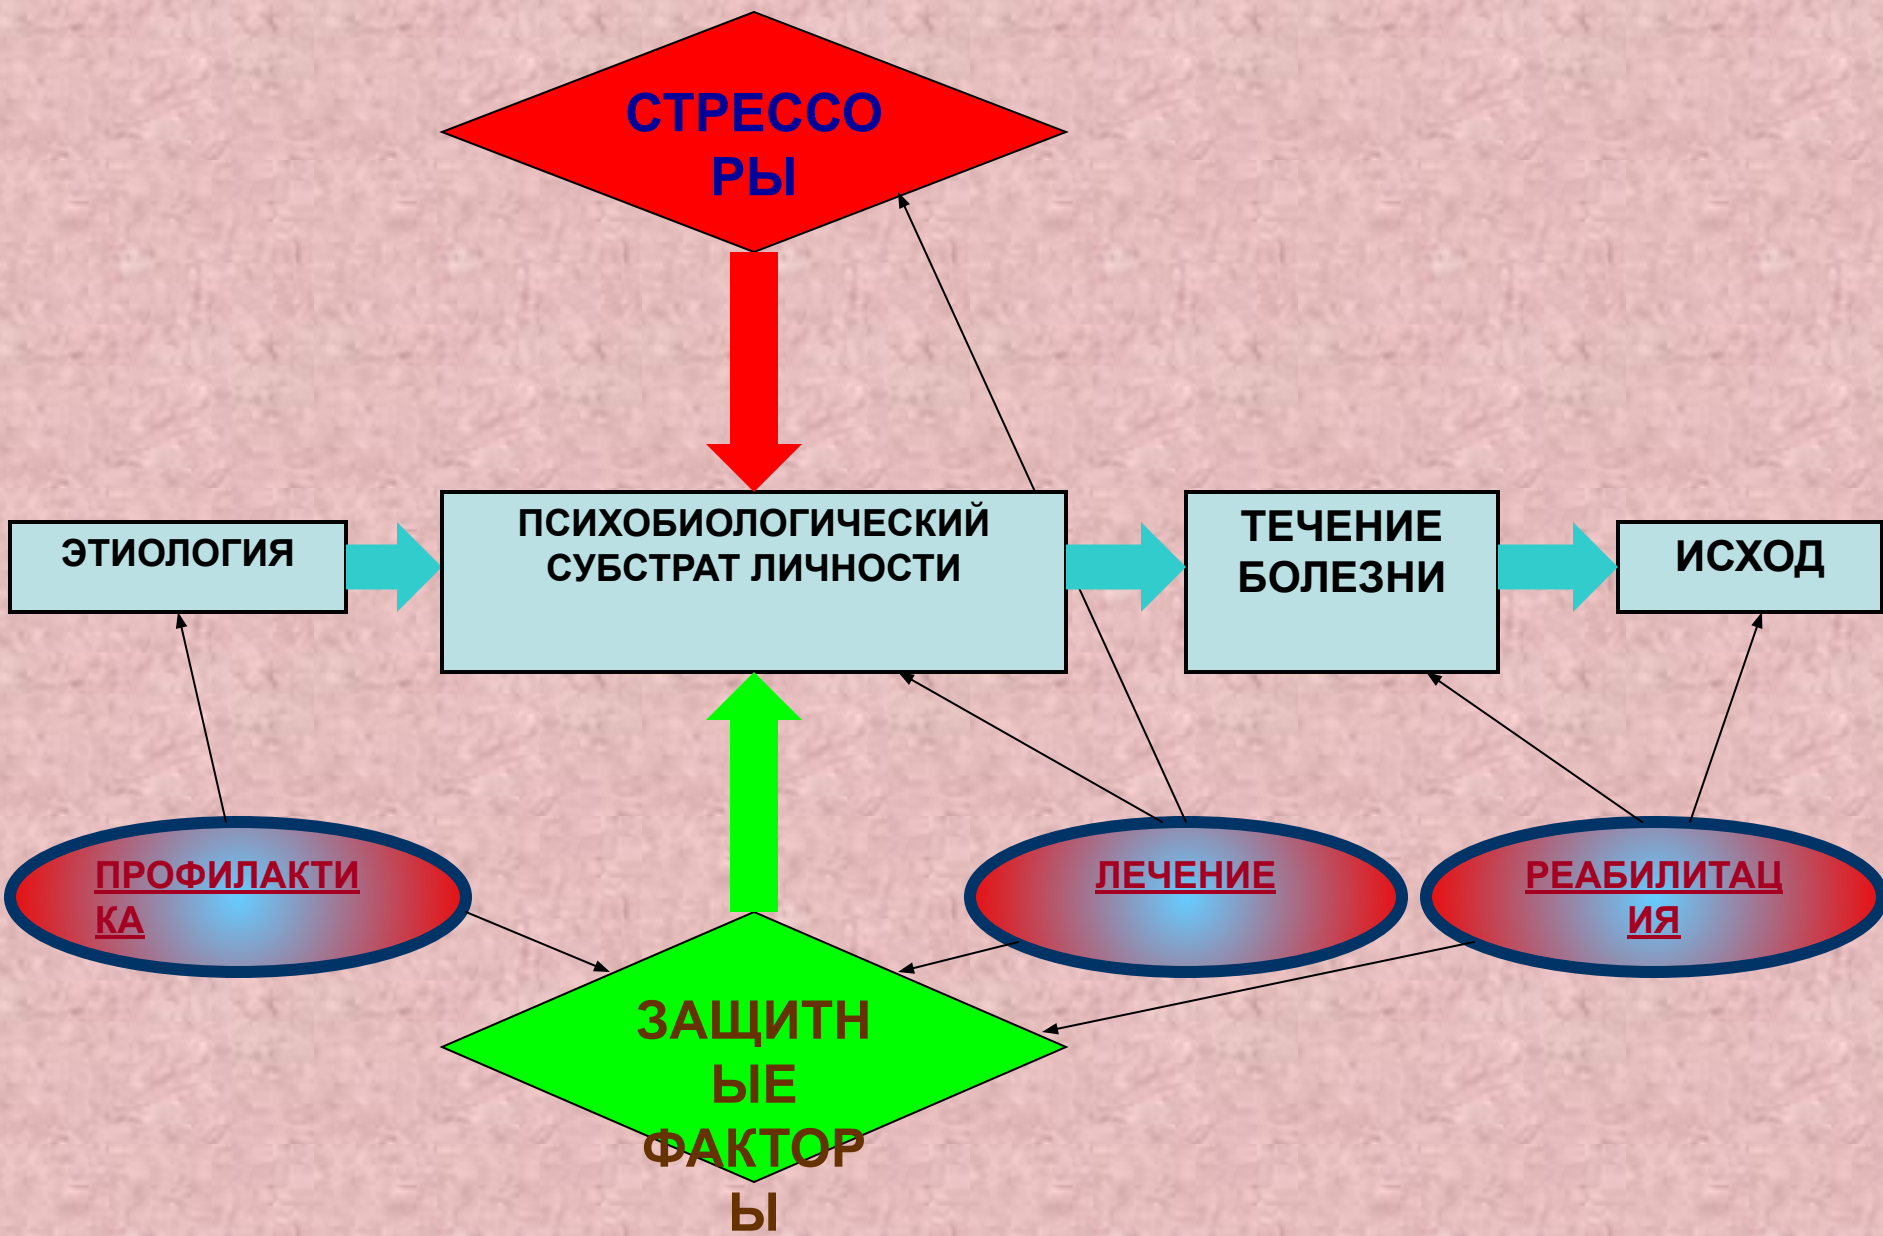 СТРЕССО
РЫ
ЭТИОЛОГИЯ
ПСИХОБИОЛОГИЧЕСКИЙ
СУБСТРАТ ЛИЧНОСТИ
ТЕЧЕНИЕ
БОЛЕЗНИ
ИСХОД
ПРОФИЛАКТИ
КА
ЛЕЧЕНИЕ
РЕАБИЛИТАЦ
ИЯ
ЗАЩИТН
ЫЕ
ФАКТОР
Ы